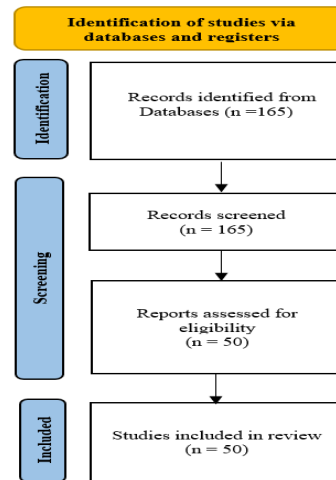 Identification of studies via
databases and registers
Identification
Records identified from
Databases (n =165)
Screening
Records screened
(n = 165)
Reports assessed for
eligibility
(n = 50)
Included
Studies included in review
(n = 50)